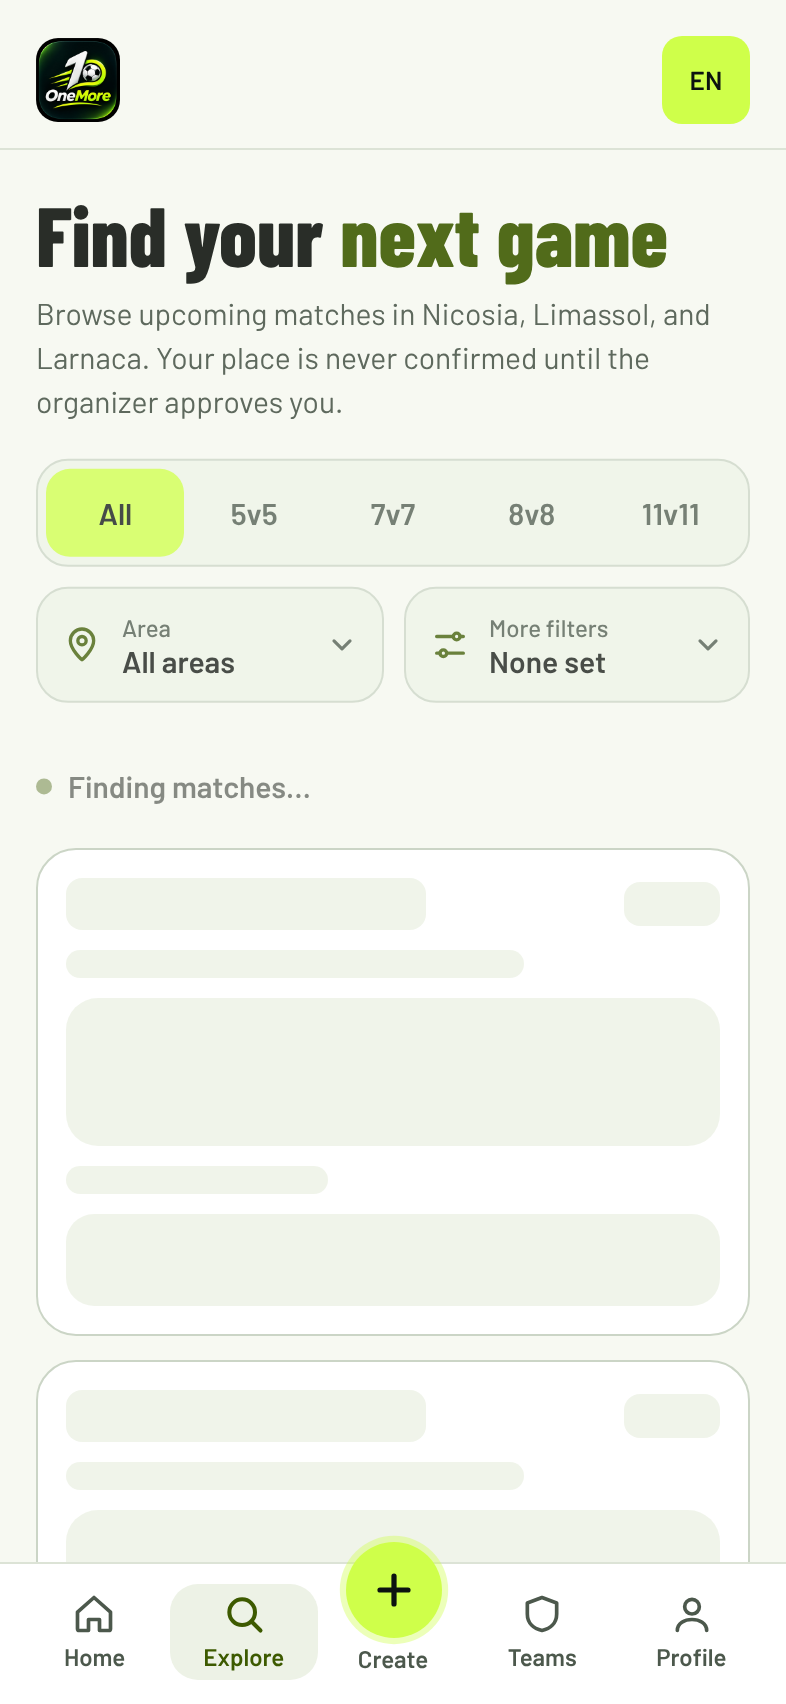 OneMore
EN
Find your next game
Browse upcoming matches in Nicosia, Limassol, and
Larnaca. Your place is never confirmed until the
organizer approves you.
All
5v5
7v7
8v8
11v11
Area
All areas
More filters
None set
Finding matches...
Home
Explore
Create
Teams
Profile